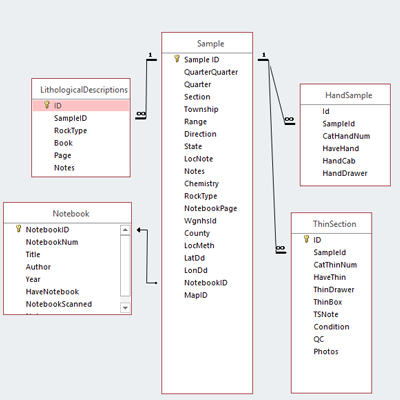 Sample
Sample ID
QuarterQuarter
Quarter
Section
Township
Range
Direction
State
LocNote
Notes
Chemistry
RockType
NotebookPage
WgnhsId
County
LocMeth
LatDd
LonDd
NotebookID
MapID
LithologicalDescriptions
ID
SampleID
RockType
Book
Page
Notes
Notebook
NotebookID
NotebookNum
Title
Author
Year
HaveNotebook
NotebookScanned
HandSample
Id
SampleId
CatHandNum
HaveHand
HandCab
HandDrawer
ThinSection
ID
SampleId
CatThinNum
HaveThin
ThinDrawer
ThinBox
TSNote
Condition
QC
Photos
1
∞
1
∞
∞